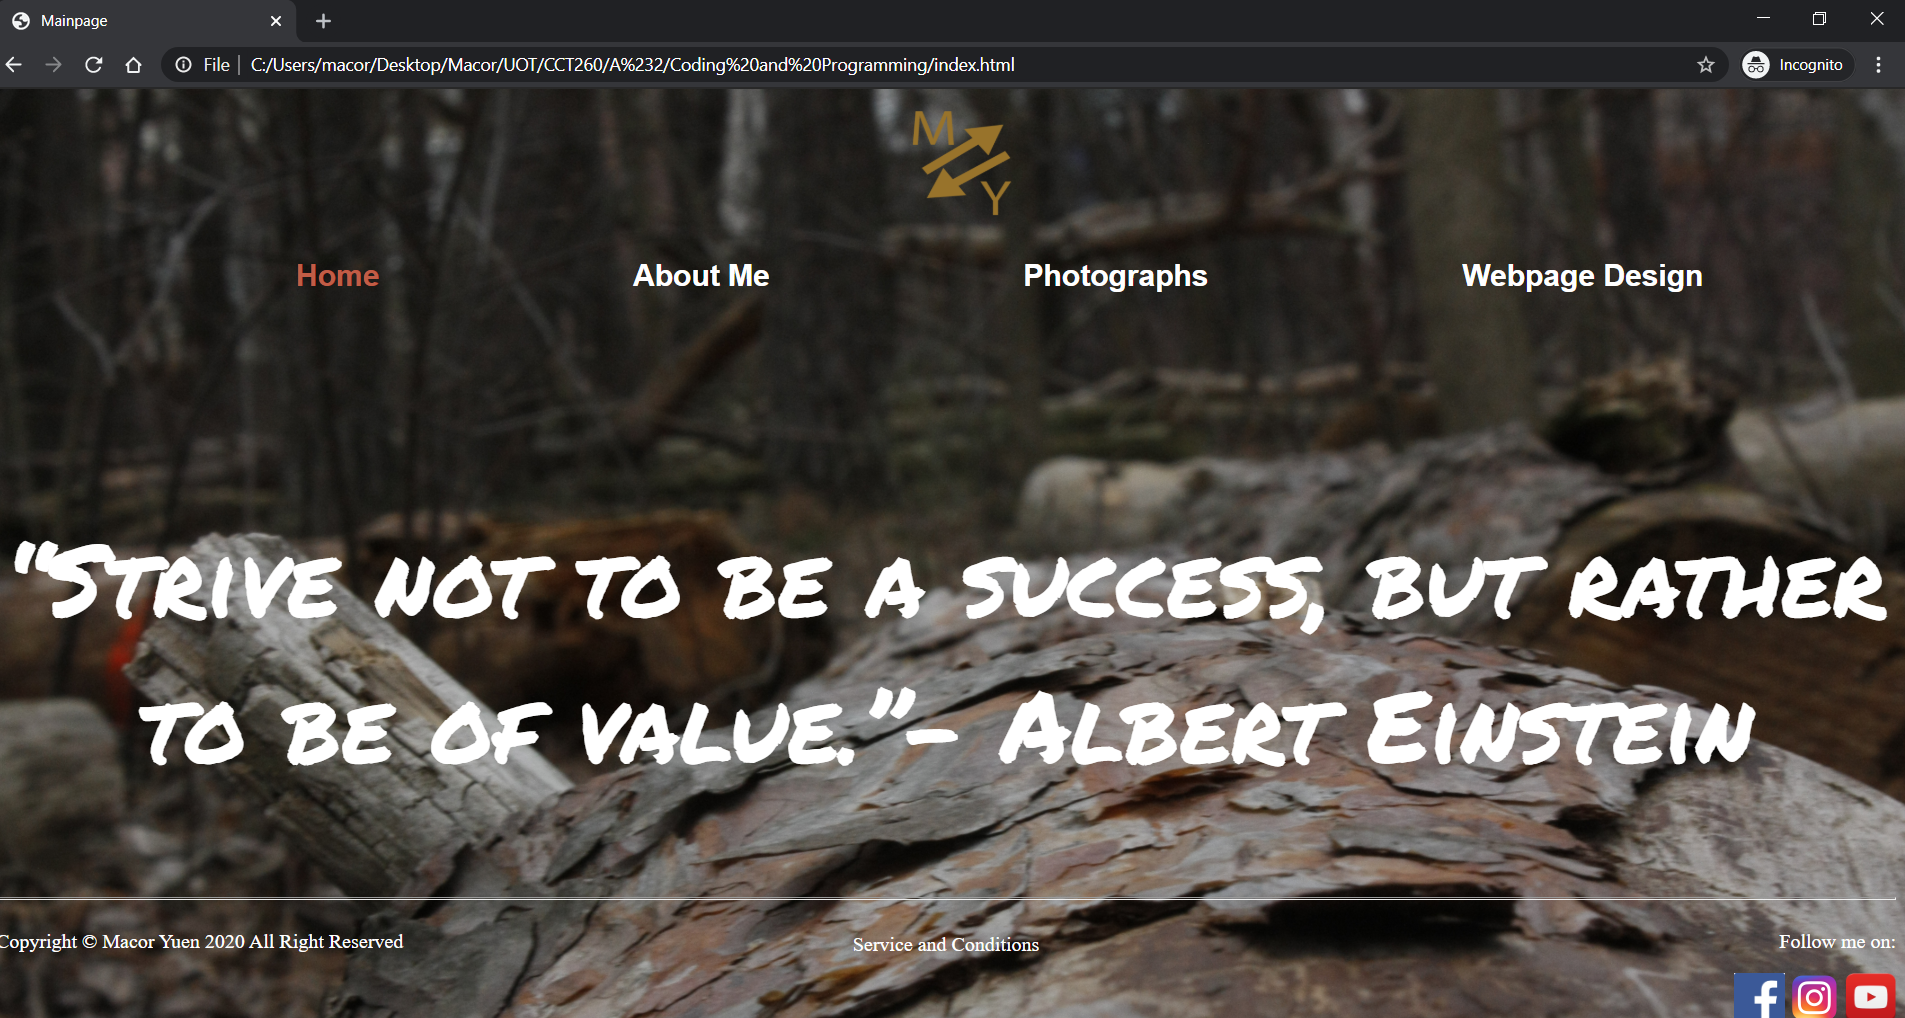 Mainpage
File | C:/Users/macor/Desktop/Macor/UOT/CCT260/A%232/Coding%20and%20Programming/index.html
Incognito
M
Y
Home About Me Photographs Webpage Design
“Strive not to be a success, but rather
to be of value.”- Albert Einstein
Copyright © Macor Yuen 2020 All Right Reserved
Service and Conditions
Follow me on: